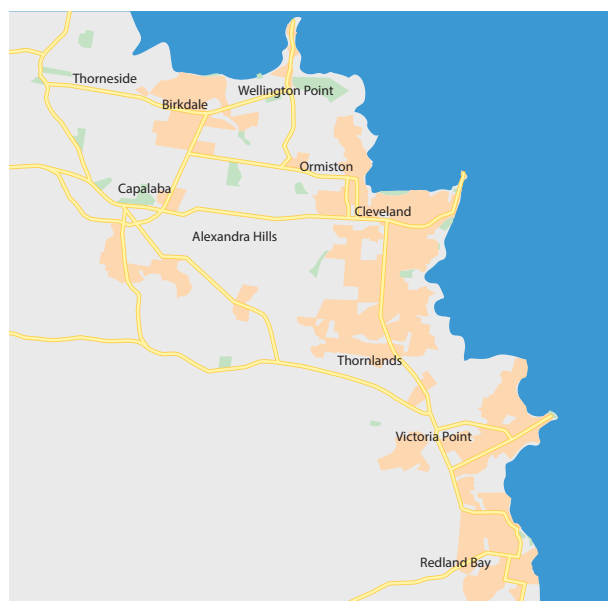 Thorneside
Wellington Point
Birkdale
Ormiston
Capalaba
Cleveland
Alexandra Hills
Thornlands
Victoria Point
Redland Bay